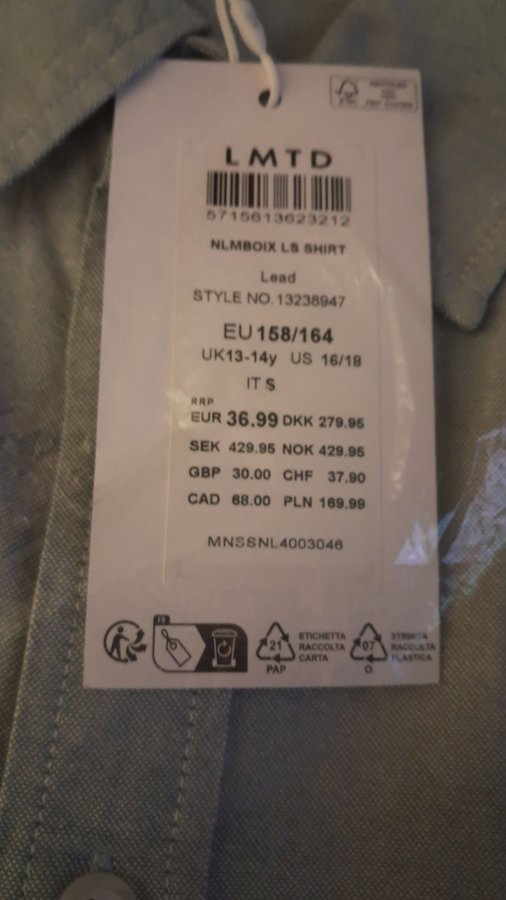 LMTD
5715613623212
NLMBOIX LS SHIRT
Lead
STYLE NO. 13238947
EU 158/164
UK13-14y US 16/18
IT S
RRP
EUR 36.99 DKK 279.95
SEK 429.95 NOK 429.95
GBP 30.00 CHF 37.90
CAD 68.00 PLN 169.99
MNSSNL4003046
FR
21
PAP
ETICHETTA
RACCOLTA
CARTA
07
O
STRINGA
RACCOLTA
PLASTICA